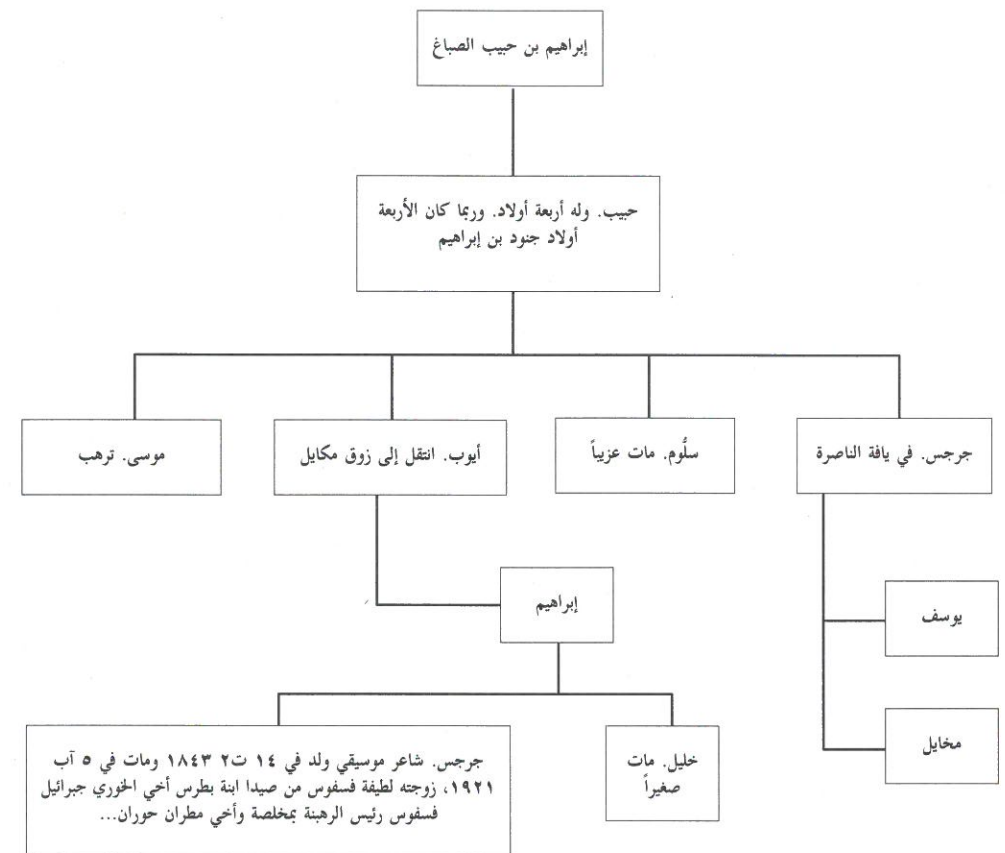 إبراهيم بن حبيب الصباغ
حبيب. وله أربعة أولاد. وربما كان الأربعة
أولاد جنود بن إبراهيم
جرجس. في يافة الناصرة
سلُّوم. مات عزيباً
أيوب. انتقل إلى زوق مكايل
موسى. ترهب
إبراهيم
يوسف
مخايل
خليل. مات
صغيراً
جرجس. شاعر موسيقي ولد في ١٤ ت٢ ١٨٤٣ ومات في ٥ آب
١٩٢١، زوجته لطيفة فسفوس من صيدا ابنة بطرس أخي الخوري جبرائيل
فسفوس رئيس الرهبنة بمخلصة وأخي مطران حوران...